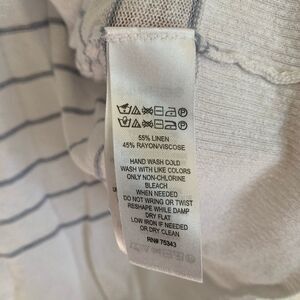 55% LINEN
45% RAYON/VISCOSE
HAND WASH COLD
WASH WITH LIKE COLORS
ONLY NON-CHLORINE
BLEACH
WHEN NEEDED
DO NOT WRING OR TWIST
RESHAPE WHILE DAMP
DRY FLAT
LOW IRON IF NEEDED
OR DRY CLEAN
RN# 75343